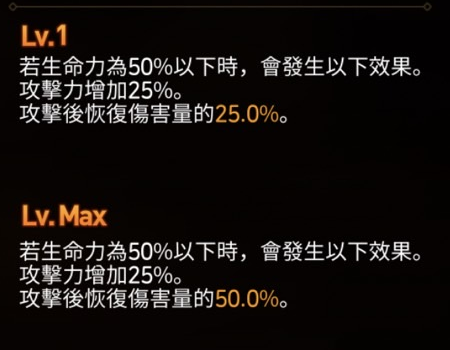 Lv.1
若生命力為50%以下時，會發生以下效果。
攻擊力增加25%。
攻擊後恢復傷害量的25.0%。
Lv. Max
若生命力為50%以下時，會發生以下效果。
攻擊力增加25%。
攻擊後恢復傷害量的50.0%。